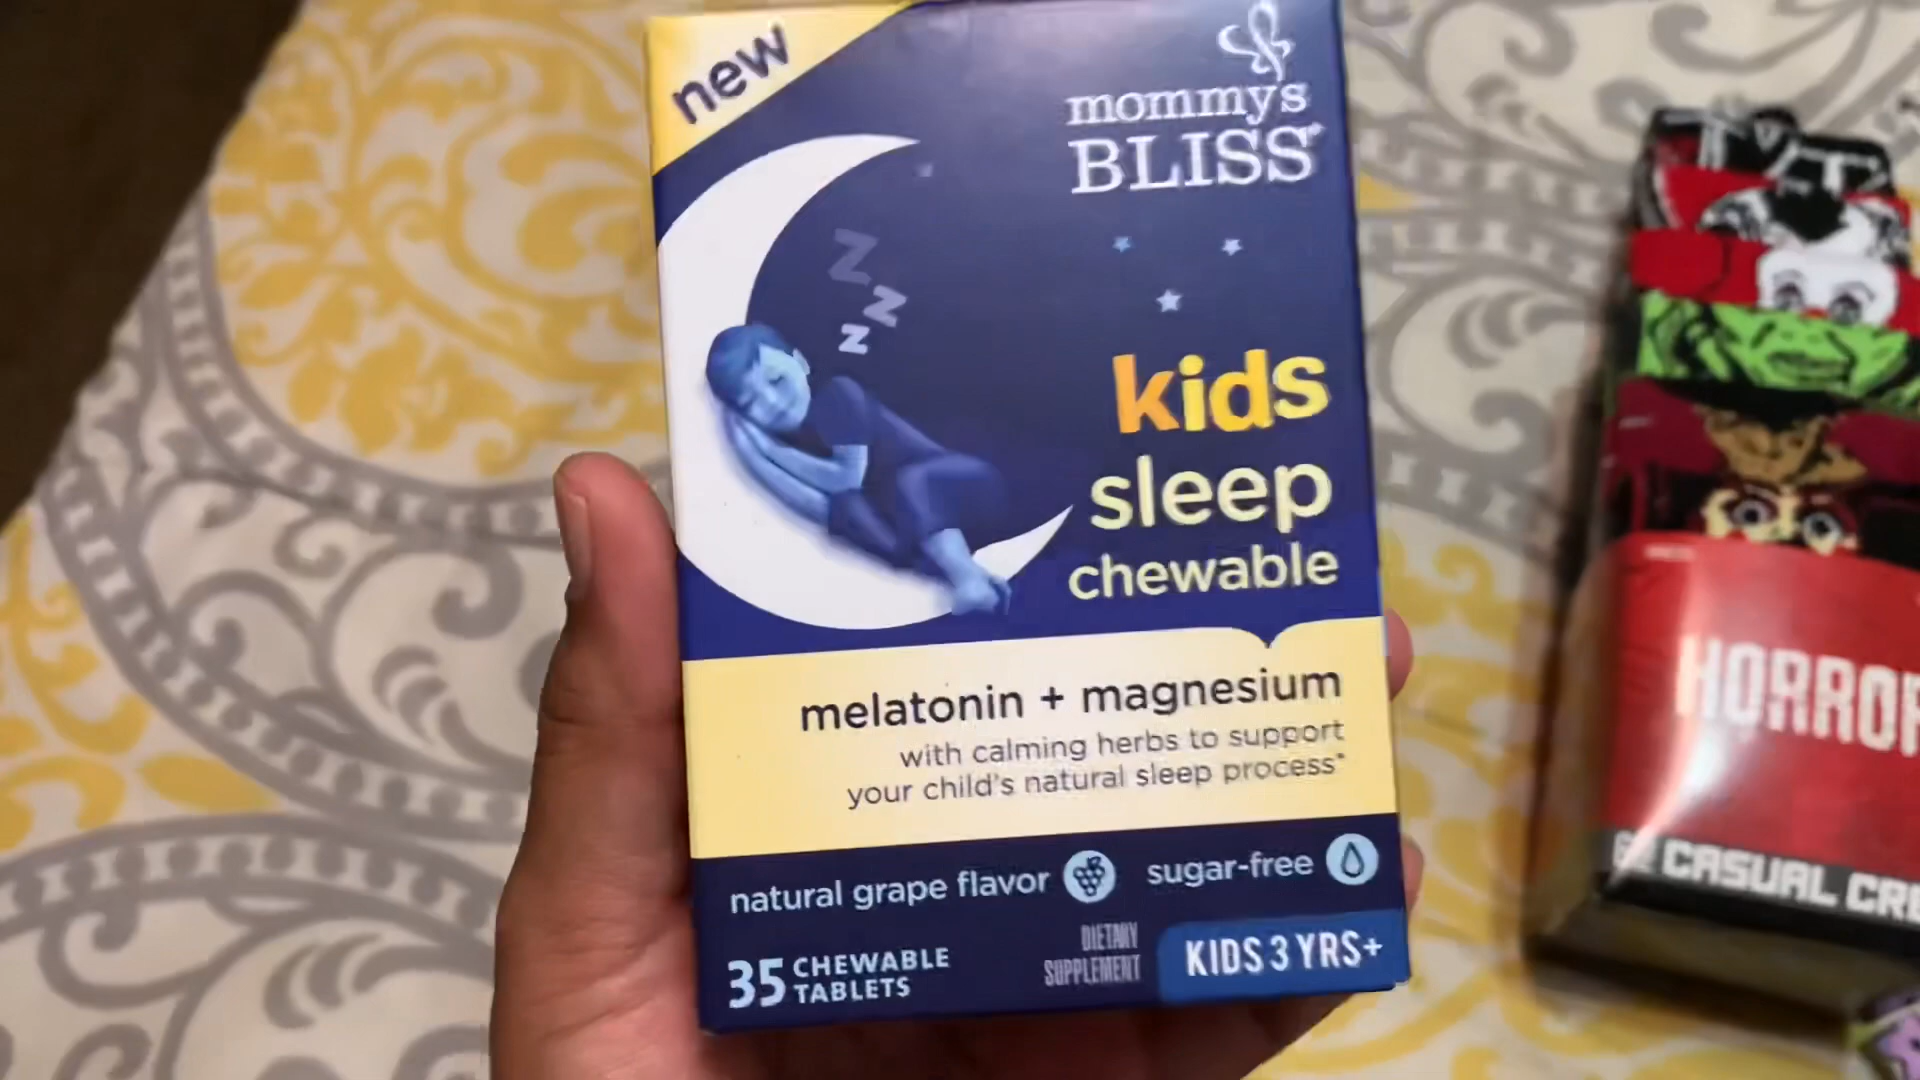 new
mommy's
BLISS®
z
z
z
kids
sleep
chewable
melatonin + magnesium
with calming herbs to support
your child's natural sleep process*
natural grape flavor
sugar-free
35 CHEWABLE
TABLETS
DIETARY
SUPPLEMENT
KIDS 3 YRS+
HORROR
CASUAL